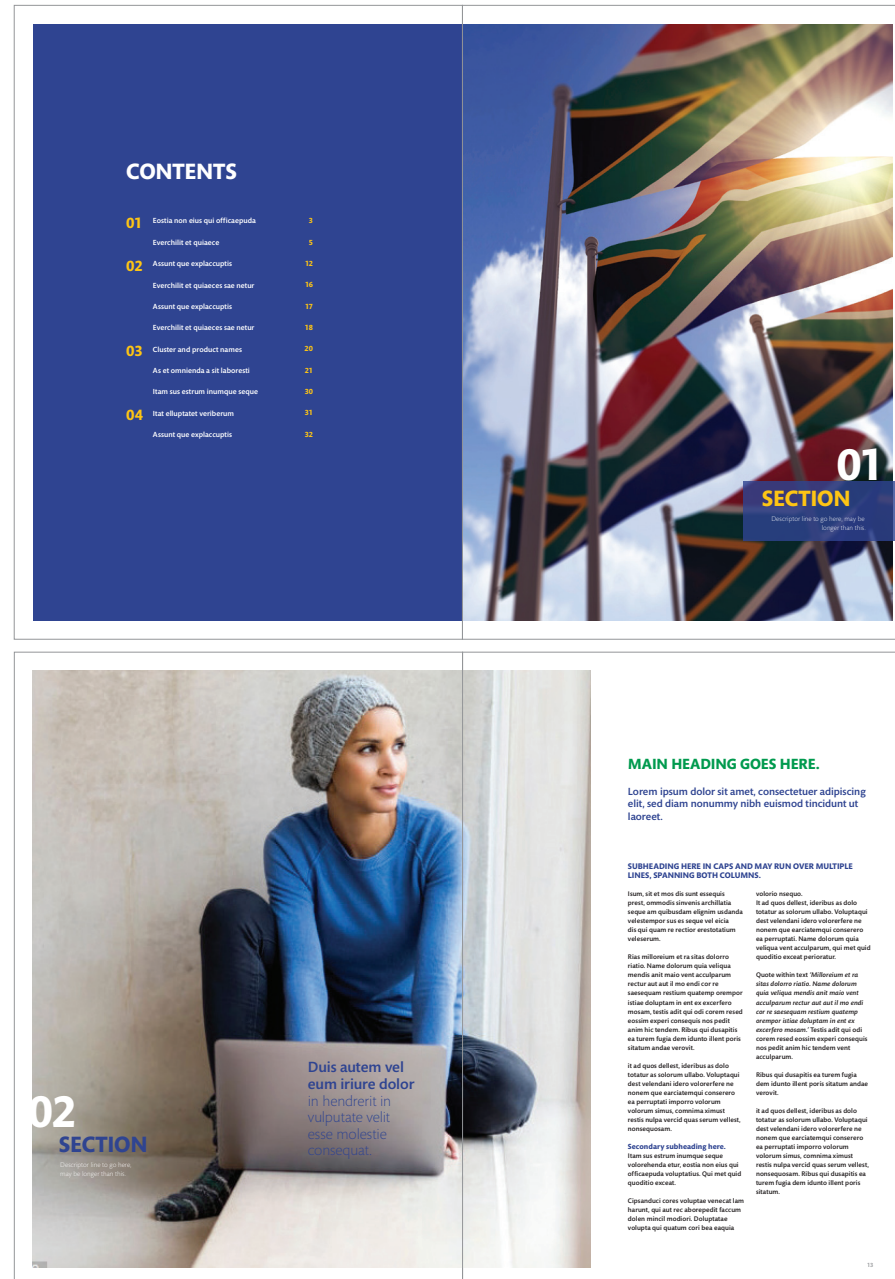 CONTENTS
01 Eostia non eius qui officaepuda 3
Everchilit et quiaece 5
02 Assunt que explaccuptis 12
Everchilit et quiaeces sae netur 16
Assunt que explaccuptis 17
Everchilit et quiaeces sae netur 18
03 Cluster and product names 20
As et omnienda a sit laboresti 21
Itam sus estrum inumque seque 30
04 Itat elluptatet veriberum 31
Assunt que explaccuptis 32
01
SECTION
Descriptor line to go here, may be
longer than this.
02
SECTION
Descriptor line to go here,
may be longer than this.
Duis autem vel
eum iriure dolor
in hendrerit in
vulputate velit
esse molestie
consequat.
MAIN HEADING GOES HERE.
Lorem ipsum dolor sit amet, consectetuer adipiscing
elit, sed diam nonummy nibh euismod tincidunt ut
laoreet.
SUBHEADING HERE IN CAPS AND MAY RUN OVER MULTIPLE
LINES, SPANNING BOTH COLUMNS.
Isum, sit et mos dis sunt essequis
prest, ommodis sinvenis archillatia
seque am quibusdam elignim usdanda
velestempor sus es seque vel eicia
dis qui quam re rectior erestotatium
veleserum.
Rias milloreium et ra sitas dolorro
riatio. Name dolorum quia veliqua
mendis anit maio vent acculparum
rectur aut aut il mo endi cor re
saesequam restium quatemp orempor
istiae doluptam in ent ex excerfero
mosam, testis adit qui odi corem resed
eossim experi consequis nos pedit
anim hic tendem. Ribus qui dusapitis
ea turem fugia dem idunto illent poris
sitatum andae verovit.
it ad quos dellest, ideribus as dolo
totatur as solorum ullabo. Voluptaqui
dest velendani idero volorerfere ne
nonem que earciatemqui conserero
ea perruptati imporro volorum
volorum simus, comnima ximust
restis nulpa vercid quas serum vellest,
nonsequosam.
Secondary subheading here.
Itam sus estrum inumque seque
volorehenda etur, eostia non eius qui
officaepuda voluptatius. Qui met quid
quoditio exceat.
Cipsanduci cores voluptae venecat lam
harunt, qui aut rec aborepedit faccum
dolen mincil modiori. Doluptatae
volupta qui quatum cori bea eaquia
volorio nsequo.
It ad quos dellest, ideribus as dolo
totatur as solorum ullabo. Voluptaqui
dest velendani idero volorerfere ne
nonem que earciatemqui conserero
ea perruptati. Name dolorum quia
veliqua vent acculparum, qui met quid
quoditio exceat perioratur.
Quote within text 'Milloreium et ra
sitas dolorro riatio. Name dolorum
quia veliqua mendis anit maio vent
acculparum rectur aut aut il mo endi
cor re saesequam restium quatemp
orempor istiae doluptam in ent ex
excerfero mosam.' Testis adit qui odi
corem resed eossim experi consequis
nos pedit anim hic tendem vent
acculparum.
Ribus qui dusapitis ea turem fugia
dem idunto illent poris sitatum andae
verovit.
it ad quos dellest, ideribus as dolo
totatur as solorum ullabo. Voluptaqui
dest velendani idero volorerfere ne
nonem que earciatemqui conserero
ea perruptati imporro volorum
volorum simus, comnima ximust
restis nulpa vercid quas serum vellest,
nonsequosam. Ribus qui dusapitis ea
turem fugia dem idunto illent poris
sitatum.
13